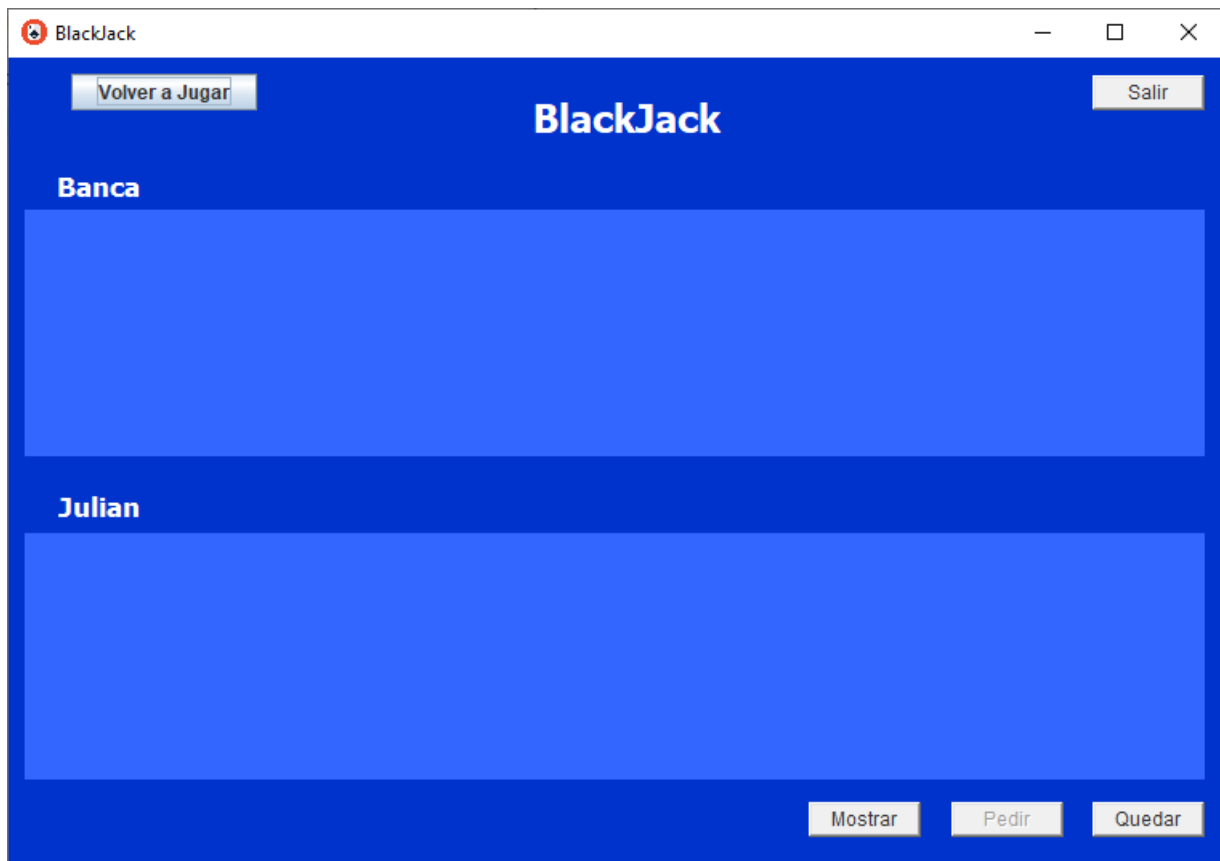 BlackJack
Volver a Jugar
Salir
BlackJack
Banca
Julian
Mostrar
Pedir
Quedar